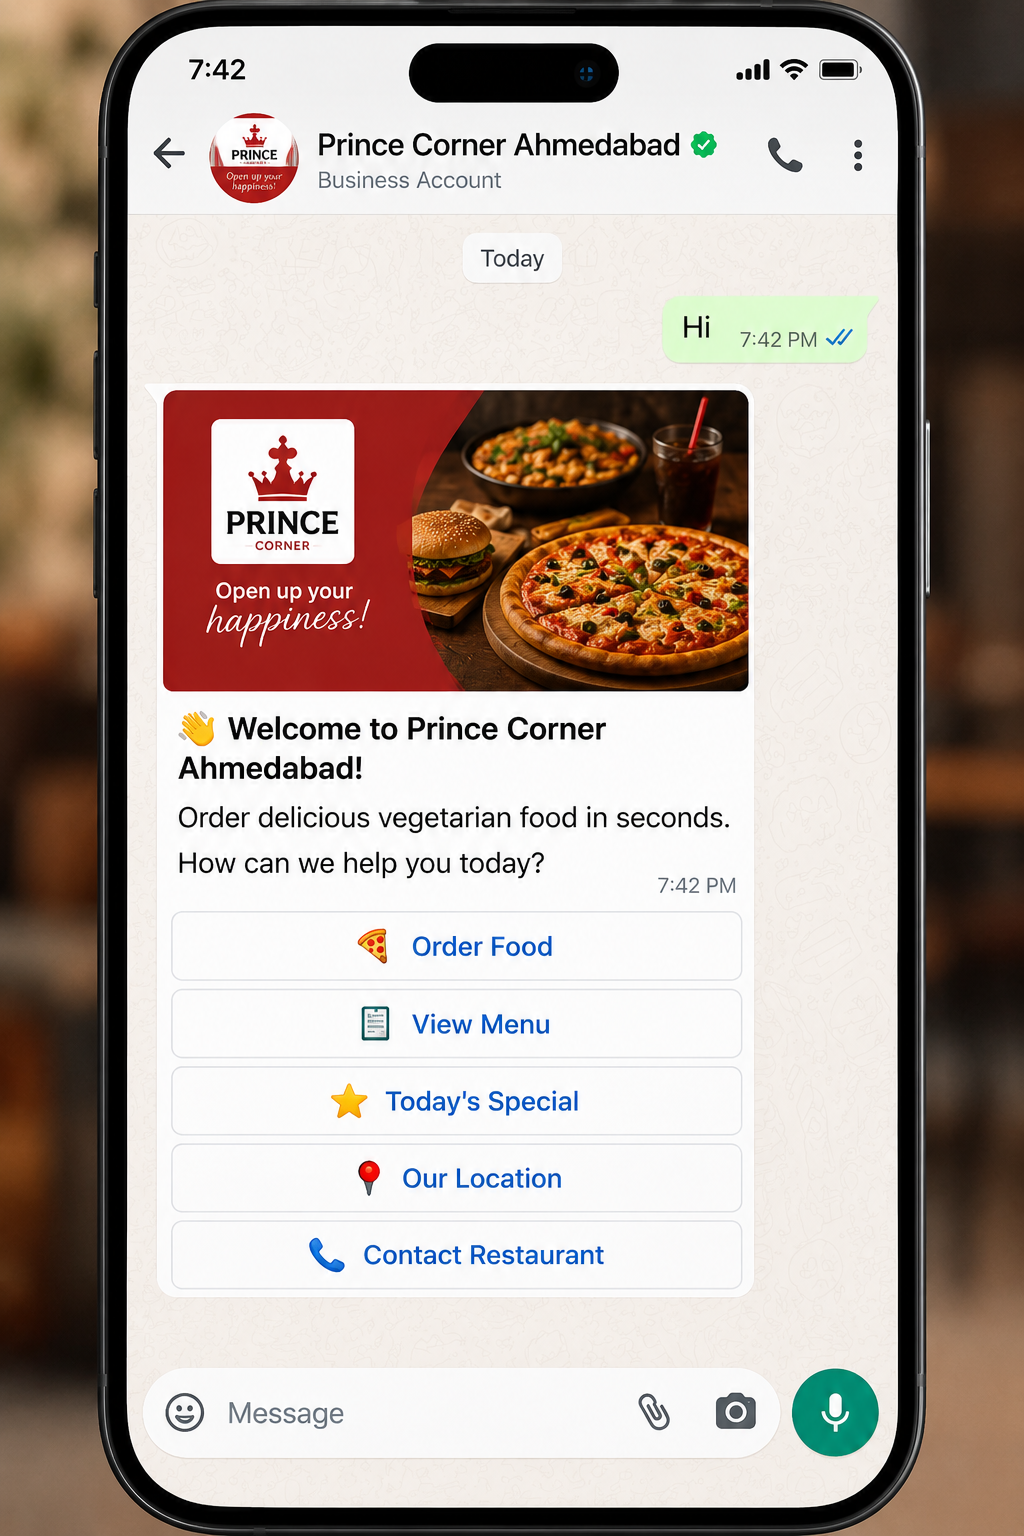 7:42
PRINCE
Open up your
happiness!
Prince Corner Ahmedabad
Business Account
Today
Hi 7:42 PM
PRINCE
CORNER
Open up your
happiness!
👋 Welcome to Prince Corner
Ahmedabad!
Order delicious vegetarian food in seconds.
How can we help you today?
7:42 PM
Order Food
View Menu
Today's Special
Our Location
Contact Restaurant
Message